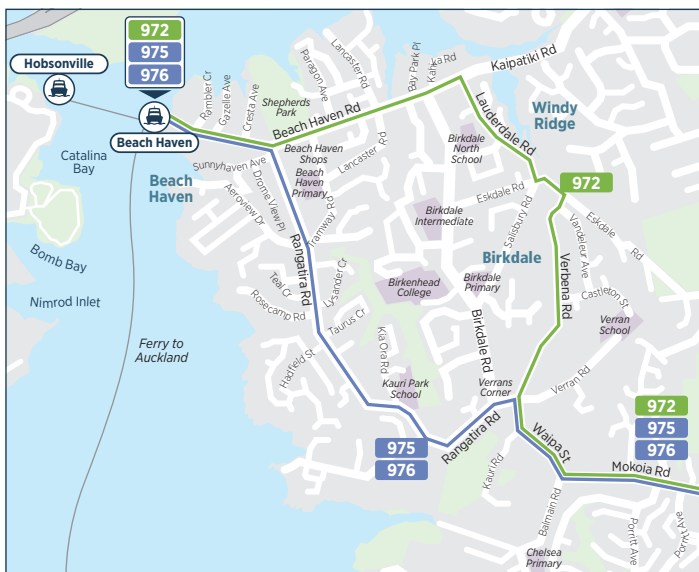 972
975
976
Hobsonville
Beach Haven
Catalina
Bay
Bomb Bay
Nimrod Inlet
Ferry to
Auckland
Beach
Haven
Rambler Cr
Gazelle Ave
Cresta Ave
Shepherds
Park
Paragon Ave
Lancaster Rd
Bay Park Pl
Kaipatiki Rd
Beach Haven Rd
Lauderdale Rd
Windy
Ridge
Sunnyhaven Ave
Aeroview Dr
Drome View Pl
Beach Haven
Shops
Beach
Haven
Primary
Lancaster Rd
Tramway Rd
Birkdale
North
School
972
Eskdale Rd
Salisbury Rd
Eskdale
Rd
Vandeleur Ave
Birkdale
Intermediate
Birkdale
Verbena Rd
Castleton St
Verran
School
Rangatira Rd
Teal Cr
Rosecamp Rd
Lysander Cr
Taurus Cr
Birkenhead
College
Birkdale
Primary
Birkdale Rd
Hadfield St
Kia Ora Rd
Kauri Park
School
Verrans
Corner
Verran Rd
975
976
Rangatira Rd
Kauri Rd
Waipa St
972
975
976
Mokoia Rd
Balmain Rd
Chelsea
Primary
Porritt Ave
Porritt Ave